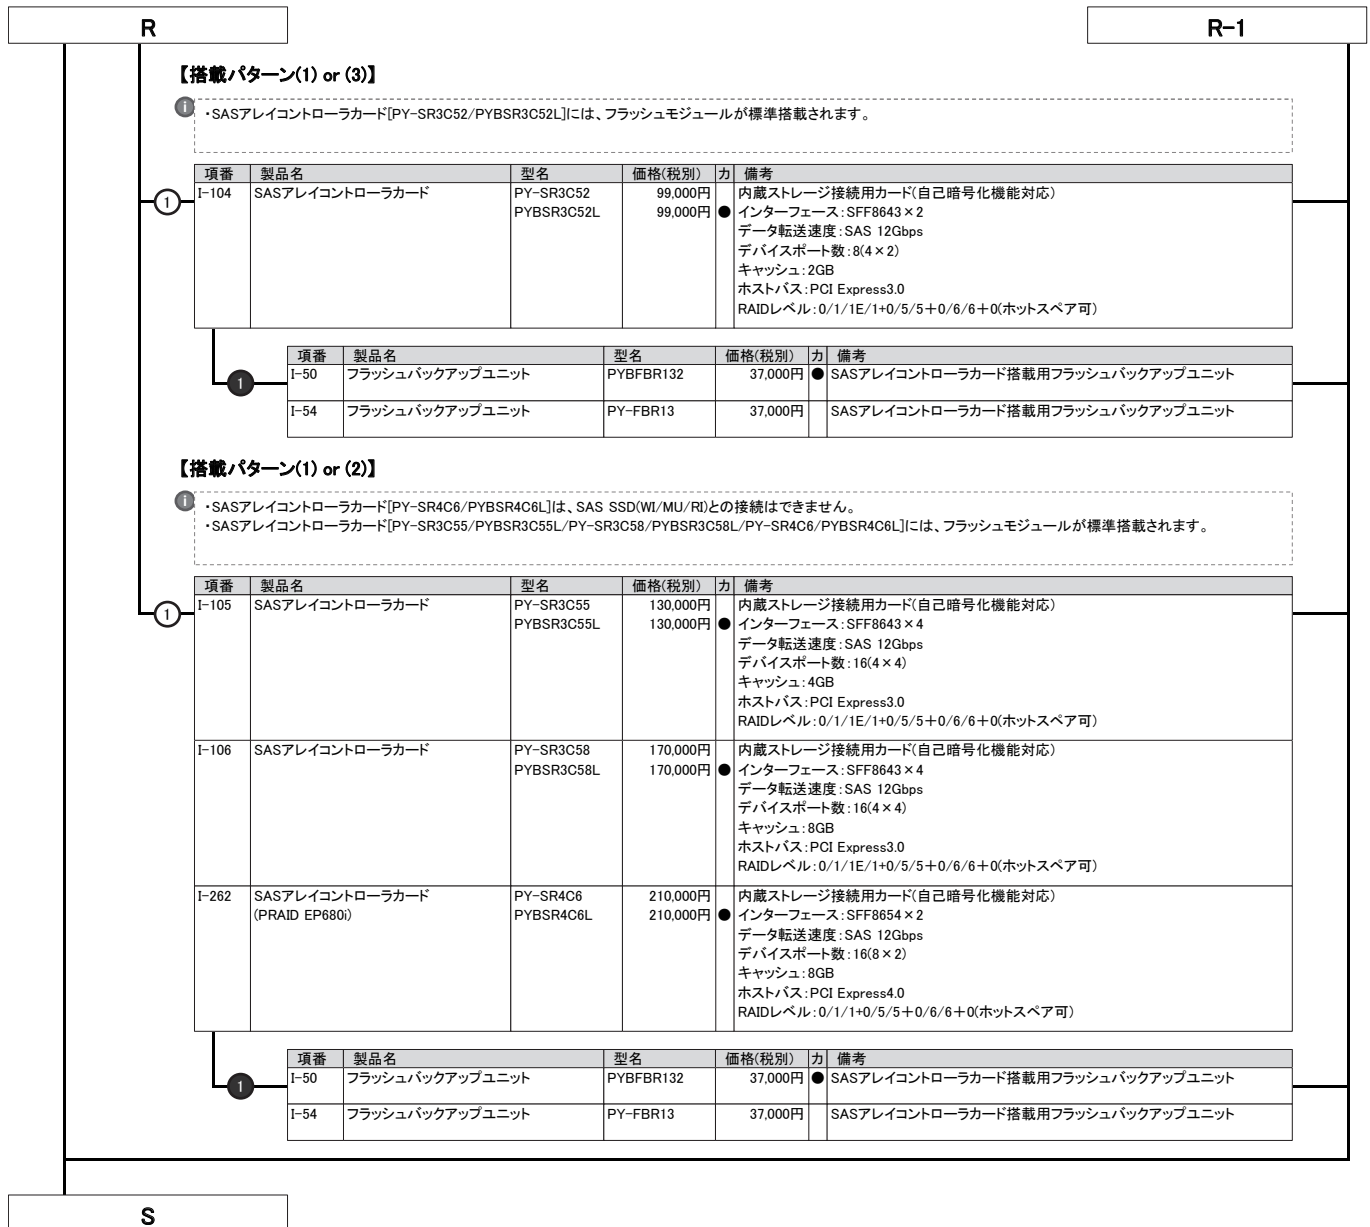 R
R-1
【搭載パターン(1) or (3)】
i
・SASアレイコントローラカード[PY-SR3C52/PYBSR3C52L]には、フラッシュモジュールが標準搭載されます。
項番 製品名 型名 価格(税別) カ 備考
1
I-104 SASアレイコントローラカード PY-SR3C52 99,000円 内蔵ストレージ接続用カード(自己暗号化機能対応)
PYBSR3C52L 99,000円 ● インターフェース:SFF8643×2
データ転送速度:SAS 12Gbps
デバイスポート数:8(4×2)
キャッシュ:2GB
ホストバス:PCI Express3.0
RAIDレベル:0/1/1E/1+0/5/5+0/6/6+0(ホットスペア可)
項番 製品名 型名 価格(税別) カ 備考
1
I-50 フラッシュバックアップユニット PYBFBR132 37,000円 ● SASアレイコントローラカード搭載用フラッシュバックアップユニット
I-54 フラッシュバックアップユニット PY-FBR13 37,000円 SASアレイコントローラカード搭載用フラッシュバックアップユニット
【搭載パターン(1) or (2)】
i
・SASアレイコントローラカード[PY-SR4C6/PYBSR4C6L]は、SAS SSD(WI/MU/RI)との接続はできません。
・SASアレイコントローラカード[PY-SR3C55/PYBSR3C55L/PY-SR3C58/PYBSR3C58L/PY-SR4C6/PYBSR4C6L]には、フラッシュモジュールが標準搭載されます。
項番 製品名 型名 価格(税別) カ 備考
1
I-105 SASアレイコントローラカード PY-SR3C55 130,000円 内蔵ストレージ接続用カード(自己暗号化機能対応)
PYBSR3C55L 130,000円 ● インターフェース:SFF8643×4
データ転送速度:SAS 12Gbps
デバイスポート数:16(4×4)
キャッシュ:4GB
ホストバス:PCI Express3.0
RAIDレベル:0/1/1E/1+0/5/5+0/6/6+0(ホットスペア可)
I-106 SASアレイコントローラカード PY-SR3C58 170,000円 内蔵ストレージ接続用カード(自己暗号化機能対応)
PYBSR3C58L 170,000円 ● インターフェース:SFF8643×4
データ転送速度:SAS 12Gbps
デバイスポート数:16(4×4)
キャッシュ:8GB
ホストバス:PCI Express3.0
RAIDレベル:0/1/1E/1+0/5/5+0/6/6+0(ホットスペア可)
I-262 SASアレイコントローラカード PY-SR4C6 210,000円 内蔵ストレージ接続用カード(自己暗号化機能対応)
(PRAID EP680i) PYBSR4C6L 210,000円 ● インターフェース:SFF8654×2
データ転送速度:SAS 12Gbps
デバイスポート数:16(8×2)
キャッシュ:8GB
ホストバス:PCI Express4.0
RAIDレベル:0/1/1+0/5/5+0/6/6+0(ホットスペア可)
項番 製品名 型名 価格(税別) カ 備考
1
I-50 フラッシュバックアップユニット PYBFBR132 37,000円 ● SASアレイコントローラカード搭載用フラッシュバックアップユニット
I-54 フラッシュバックアップユニット PY-FBR13 37,000円 SASアレイコントローラカード搭載用フラッシュバックアップユニット
S